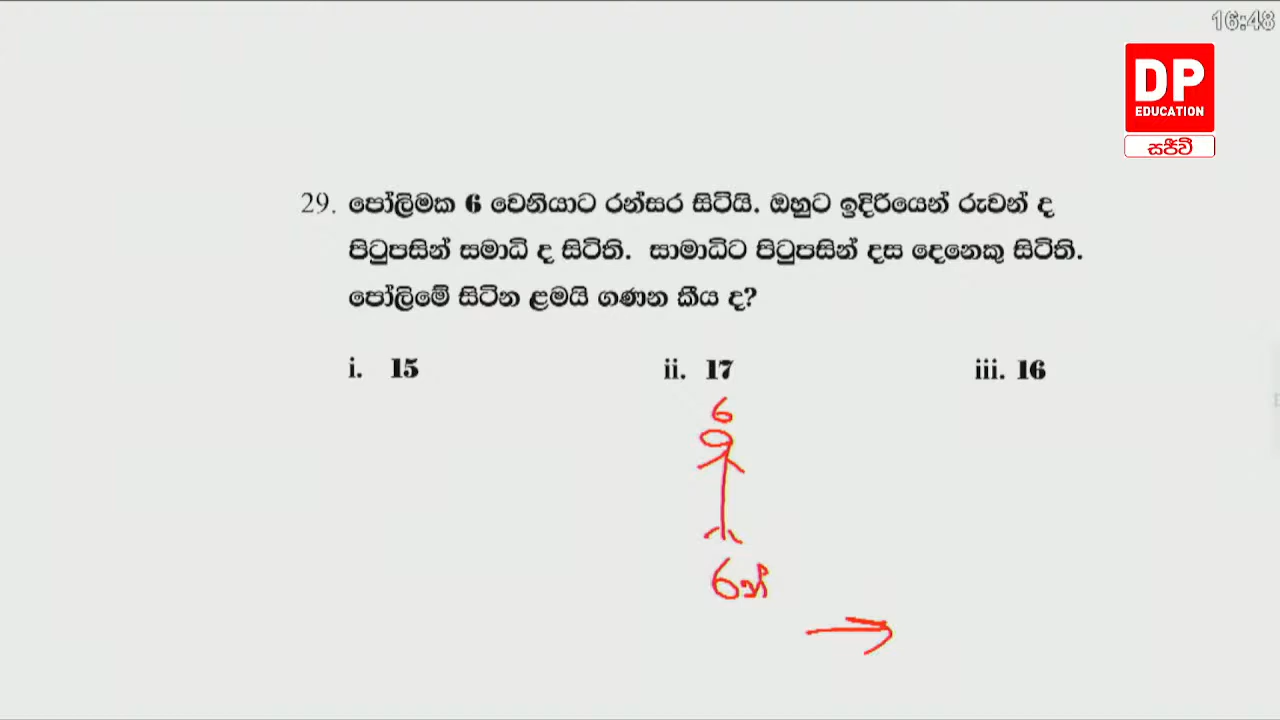 16:48
DP
EDUCATION
සජීවී
29. පෝලිමක 6 වෙනියාට රන්සර සිටියි. ඔහුට ඉදිරියෙන් රුවන් ද
පිටුපසින් සමාධි ද සිටිති. සාමාධිට පිටුපසින් දස දෙනෙකු සිටිති.
පෝලිමේ සිටින ළමයි ගණන කීය ද?
i. 15 ii. 17 iii. 16
6
රන්